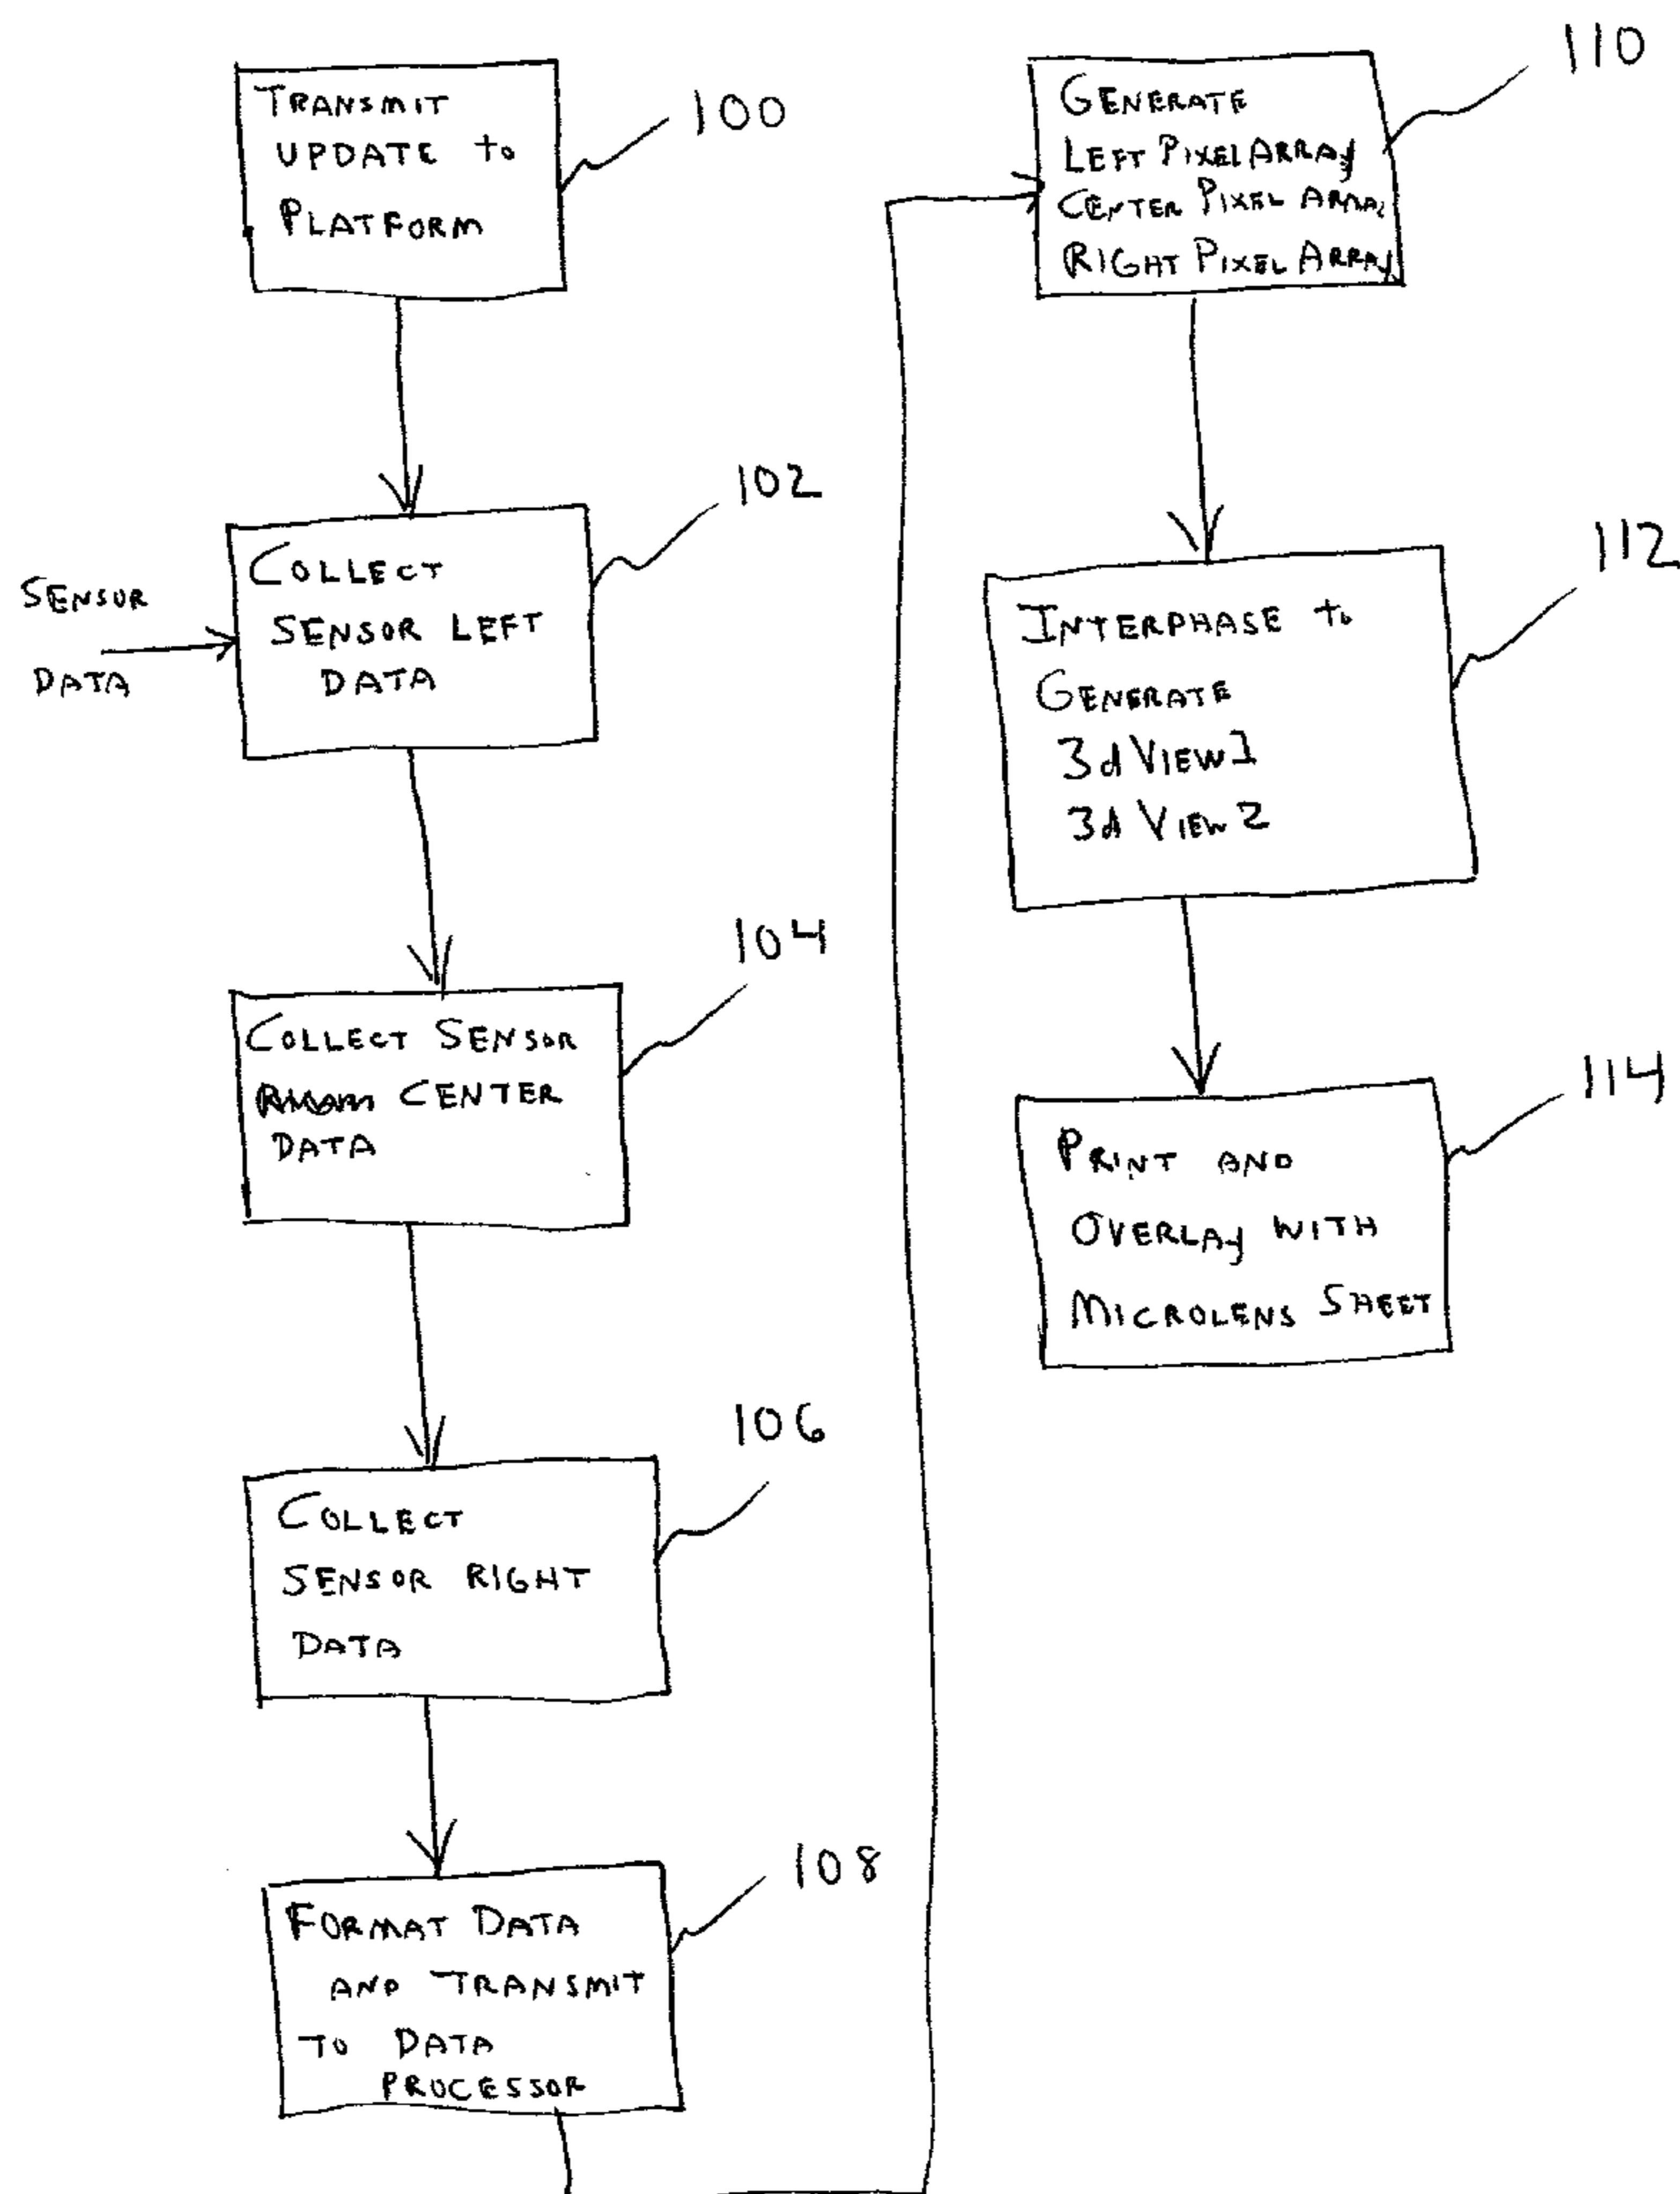 TRANSMIT
UPDATE to
PLATFORM
100
SENSOR
DATA
COLLECT
SENSOR LEFT
DATA
102
COLLECT SENSOR
CENTER
DATA
104
COLLECT
SENSOR RIGHT
DATA
106
FORMAT DATA
AND TRANSMIT
TO DATA
PROCESSOR
108
GENERATE
LEFT PIXEL ARRAY
CENTER PIXEL ARRAY
RIGHT PIXEL ARRAY
110
INTERPHASE to
GENERATE
3d VIEW 1
3d VIEW 2
112
PRINT AND
OVERLAY WITH
MICROLENS SHEET
114